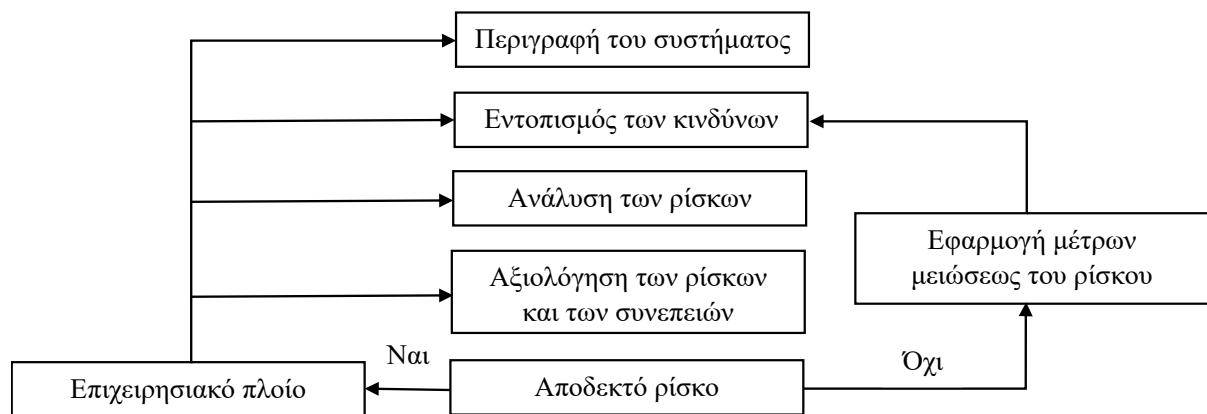 Περιγραφή του συστήματος
Εντοπισμός των κινδύνων
Ανάλυση των ρίσκων
Εφαρμογή μέτρων
μειώσεως του ρίσκου
Αξιολόγηση των ρίσκων
και των συνεπειών
Ναι
Όχι
Επιχειρησιακό πλοίο
Αποδεκτό ρίσκο